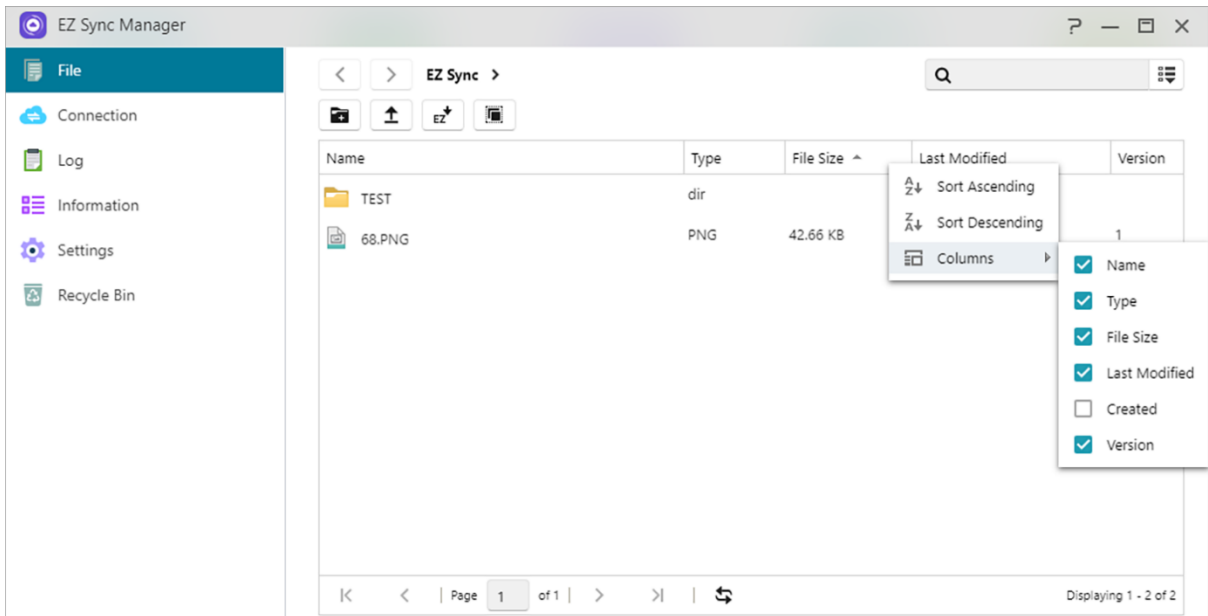 EZ Sync Manager
File
Connection
Log
Information
Settings
Recycle Bin
EZ Sync
EZ
Name Type File Size Last Modified Version
TEST dir
68.PNG PNG 42.66 KB 1
Sort Ascending
Sort Descending
Columns
Name
Type
File Size
Last Modified
Created
Version
Page 1 of 1
Displaying 1 - 2 of 2